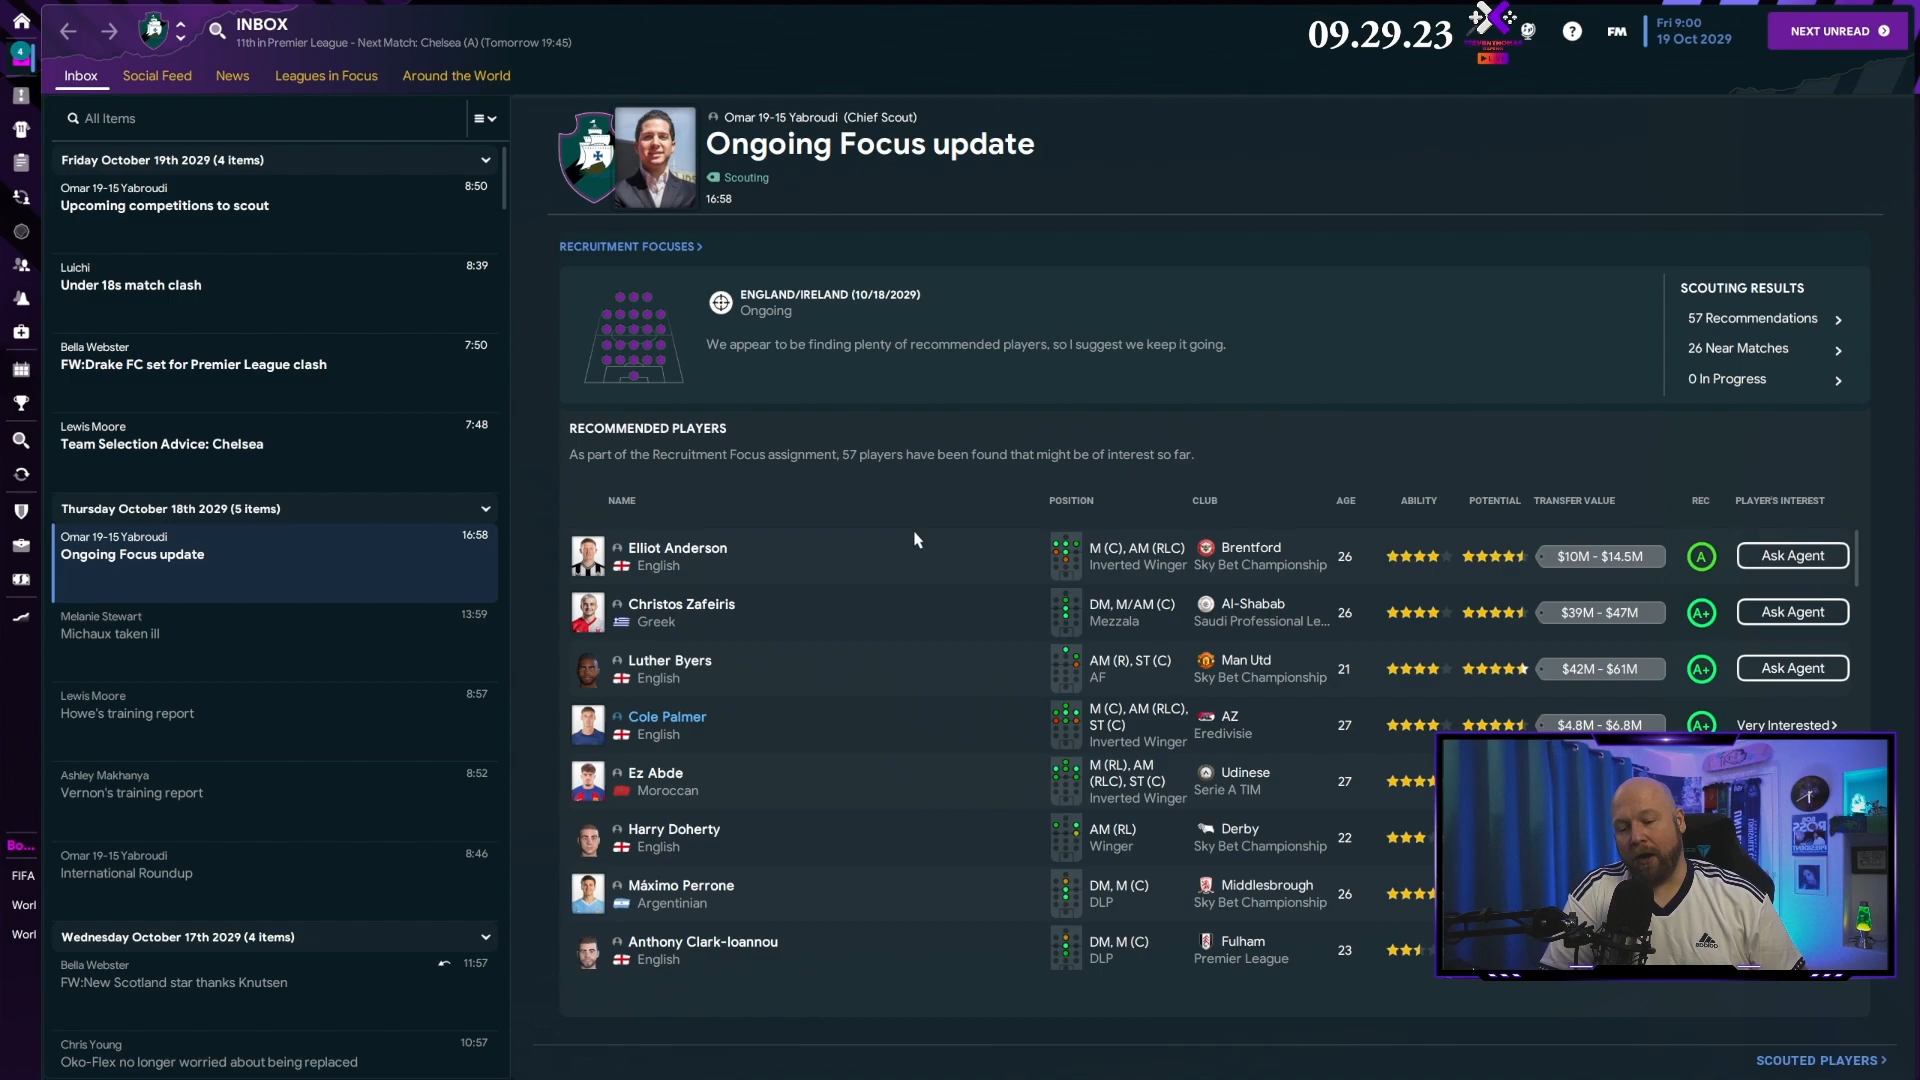 INBOX
11th in Premier League - Next Match: Chelsea (A) (Tomorrow 19:45)
09.29.23
FM
Fri 9:00
19 Oct 2029
NEXT UNREAD
4
Inbox
Social Feed
News
Leagues in Focus
Around the World
All Items
Friday October 19th 2029 (4 items)
Omar 19-15 Yabroudi
8:50
Upcoming competitions to scout
Luichi
8:39
Under 18s match clash
Bella Webster
7:50
FW:Drake FC set for Premier League clash
Lewis Moore
7:48
Team Selection Advice: Chelsea
Thursday October 18th 2029 (5 items)
Omar 19-15 Yabroudi
16:58
Ongoing Focus update
Melanie Stewart
13:59
Michaux taken ill
Lewis Moore
8:57
Howe's training report
Ashley Makhanya
8:52
Vernon's training report
Omar 19-15 Yabroudi
8:46
International Roundup
Wednesday October 17th 2029 (4 items)
Bella Webster
11:57
FW:New Scotland star thanks Knutsen
Chris Young
10:57
Oko-Flex no longer worried about being replaced
Bo...
FIFA
Worl
Worl
Omar 19-15 Yabroudi (Chief Scout)
Ongoing Focus update
Scouting
16:58
RECRUITMENT FOCUSES >
ENGLAND/IRELAND (10/18/2029)
Ongoing
We appear to be finding plenty of recommended players, so I suggest we keep it going.
SCOUTING RESULTS
57 Recommendations
26 Near Matches
0 In Progress
RECOMMENDED PLAYERS
As part of the Recruitment Focus assignment, 57 players have been found that might be of interest so far.
NAME POSITION CLUB AGE ABILITY POTENTIAL TRANSFER VALUE REC PLAYER'S INTEREST
Elliot Anderson M (C), AM (RLC) Brentford 26 $10M - $14.5M A Ask Agent
English Inverted Winger Sky Bet Championship
Christos Zafeiris DM, M/AM (C) Al-Shabab 26 $39M - $47M A+ Ask Agent
Greek Mezzala Saudi Professional Le...
Luther Byers AM (R), ST (C) Man Utd 21 $42M - $61M A+ Ask Agent
English AF Sky Bet Championship
Cole Palmer M (C), AM (RLC), ST (C) AZ 27 $4.8M - $6.8M A+ Very Interested >
English Inverted Winger Eredivisie
Ez Abde M (RL), AM (RLC), ST (C) Udinese 27
Moroccan Inverted Winger Serie A TIM
Harry Doherty AM (RL) Derby 22
English Winger Sky Bet Championship
Máximo Perrone DM, M (C) Middlesbrough 26
Argentinian DLP Sky Bet Championship
Anthony Clark-Ioannou DM, M (C) Fulham 23
English DLP Premier League
adidas
SCOUTED PLAYERS >